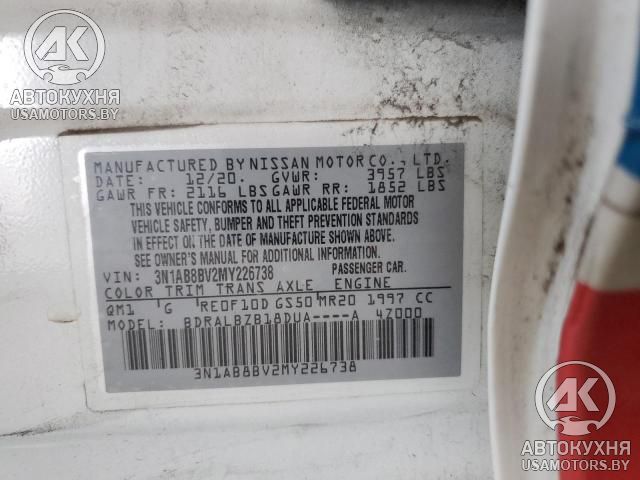 AK
АВТОКУХНЯ
USAMOTORS.BY
MANUFACTURED BY NISSAN MOTOR CO., LTD.
DATE: 12/20. GVWR: 3957 LBS
GAWR FR: 2116 LBS GAWR RR: 1852 LBS
THIS VEHICLE CONFORMS TO ALL APPLICABLE FEDERAL MOTOR
VEHICLE SAFETY, BUMPER AND THEFT PREVENTION STANDARDS
IN EFFECT ON THE DATE OF MANUFACTURE SHOWN ABOVE.
SEE OWNER'S MANUAL FOR ADDITIONAL INFORMATION.
VIN: 3N1AB8BV2MY226738 PASSENGER CAR.
COLOR TRIM TRANS AXLE ENGINE
QM1 G RE0F10D GS50 MR20 1997 CC
MODEL: BDRALBZB18DUA----A 4Z000
3N1AB8BV2MY226738
AK
АВТОКУХНЯ
USAMOTORS.BY